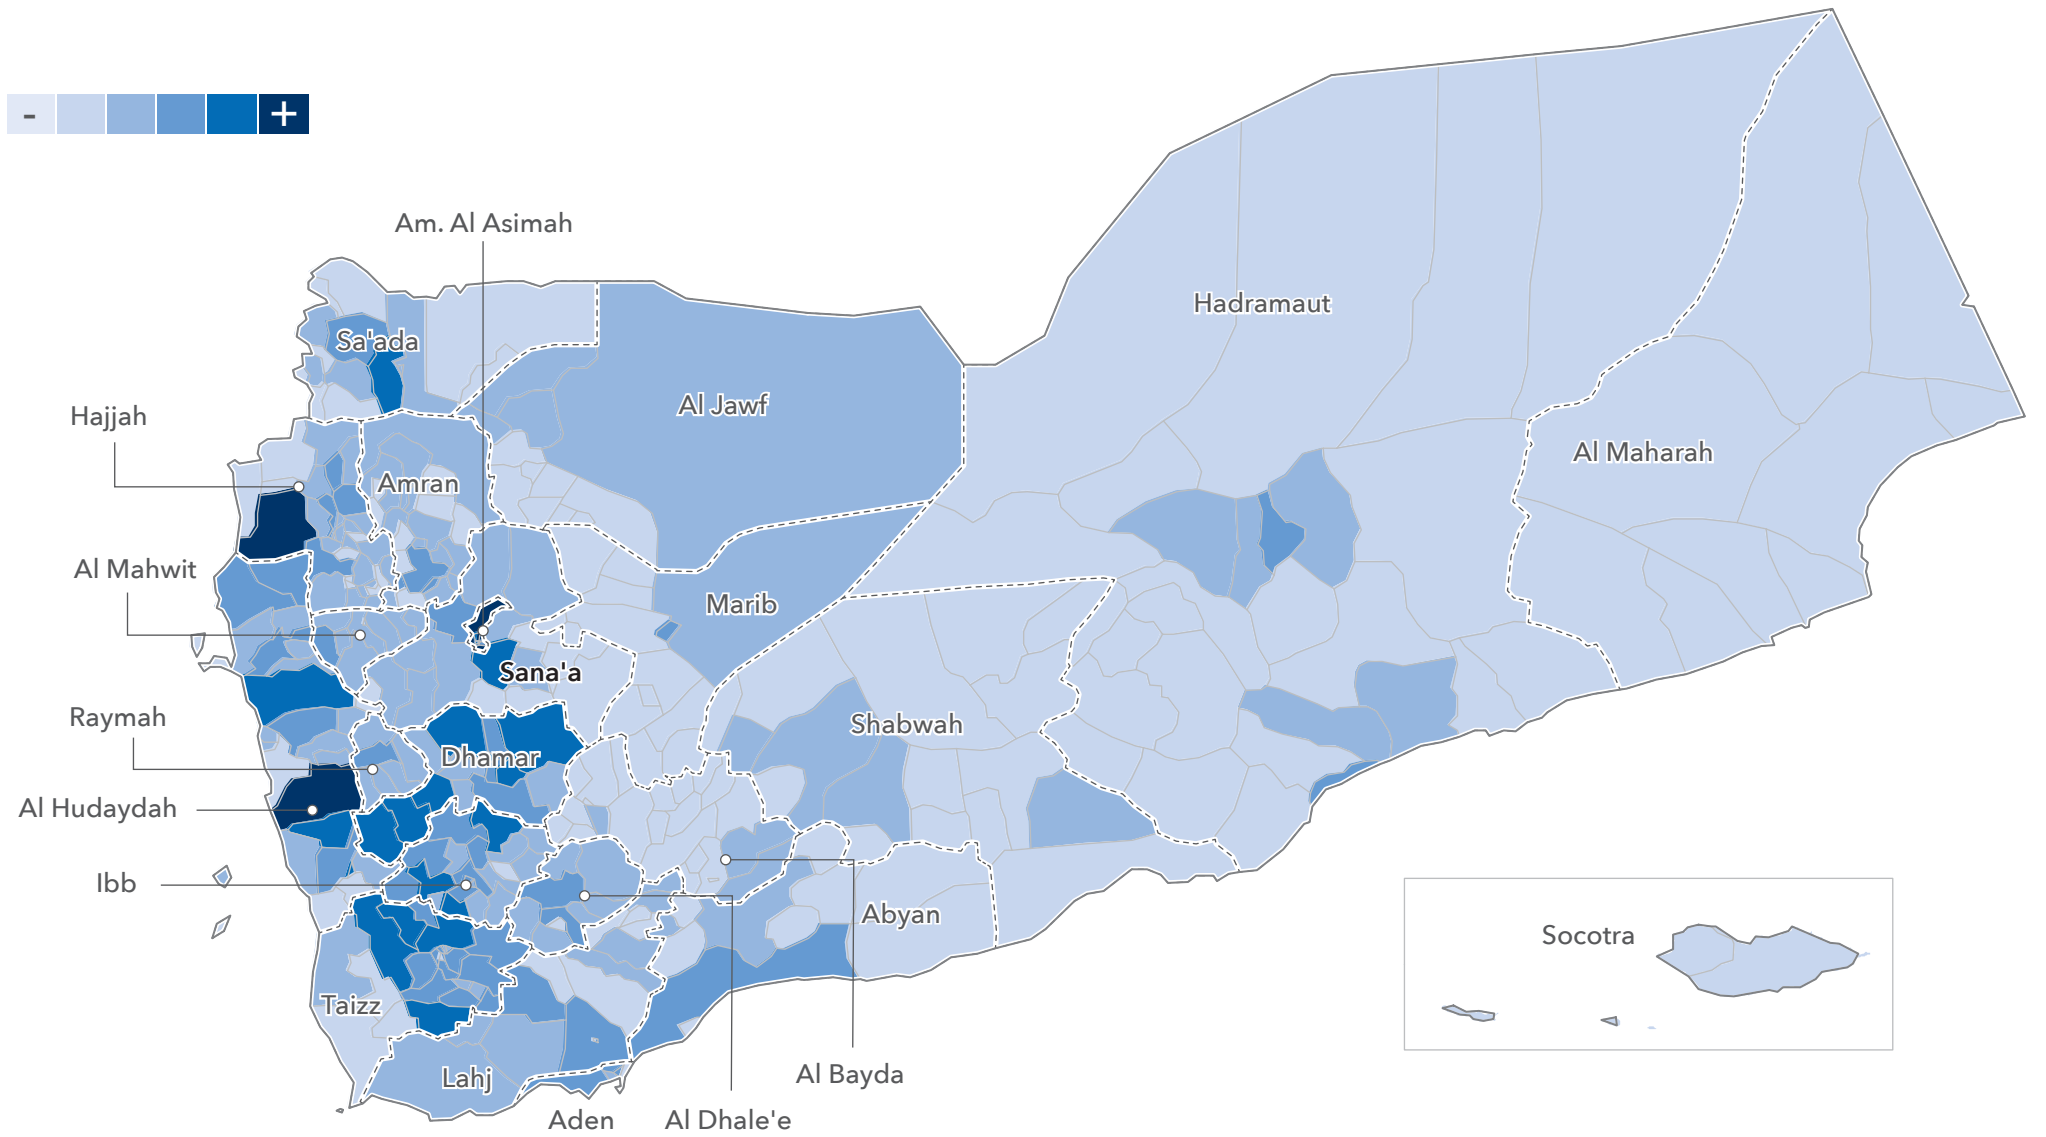 -
+
Am. Al Asimah
Hadramaut
Sa'ada
Al Jawf
Hajjah
Al Maharah
Amran
Al Mahwit
Marib
Sana'a
Raymah
Shabwah
Dhamar
Al Hudaydah
Ibb
Abyan
Socotra
Taizz
Al Bayda
Lahj
Aden
Al Dhale'e